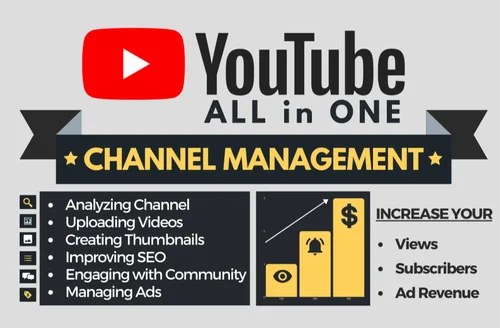 YouTube
ALL in ONE
CHANNEL MANAGEMENT
• Analyzing Channel
• Uploading Videos
• Creating Thumbnails
• Improving SEO
• Engaging with Community
• Managing Ads
$
INCREASE YOUR
• Views
• Subscribers
• Ad Revenue